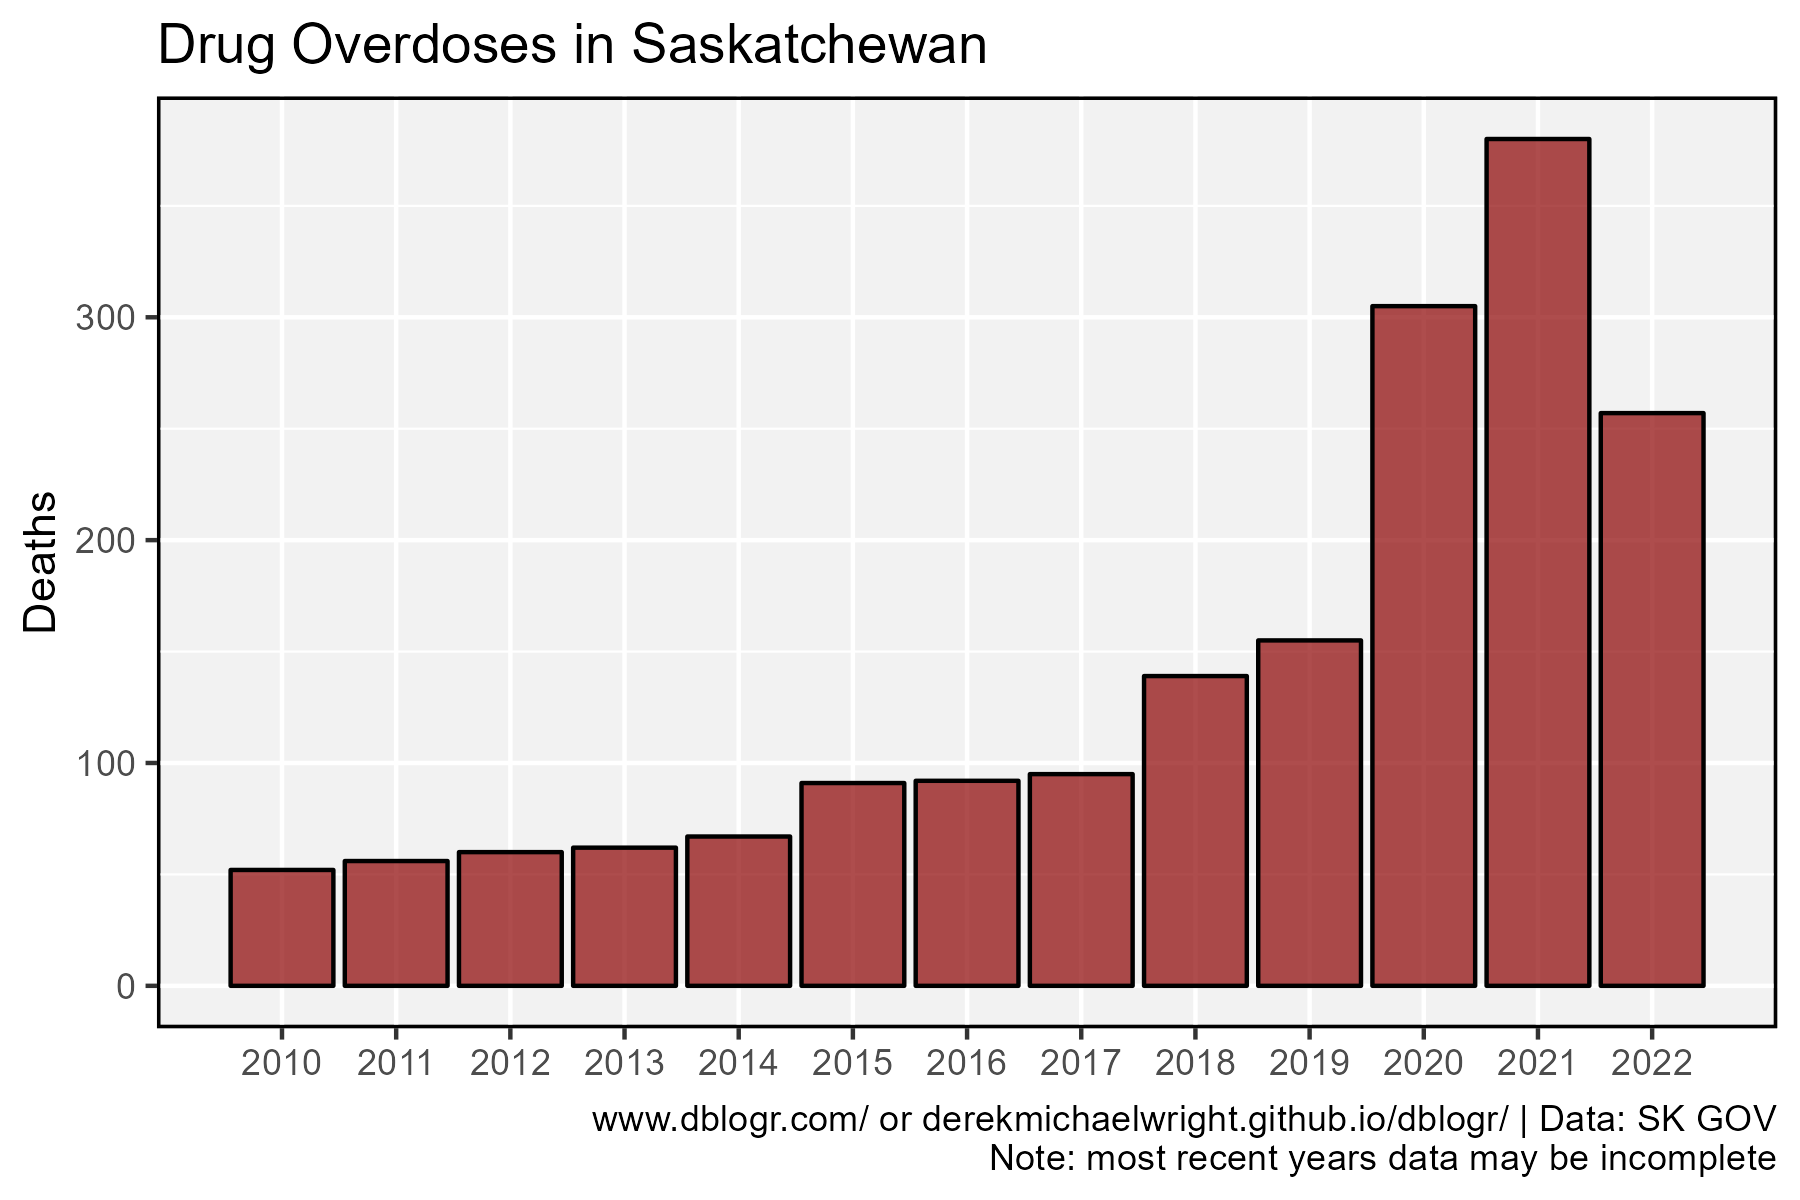 Drug Overdoses in Saskatchewan
Deaths
300
200
100
0
2010 2011 2012 2013 2014 2015 2016 2017 2018 2019 2020 2021 2022
www.dblogr.com/ or derekmichaelwright.github.io/dblogr/ | Data: SK GOV
Note: most recent years data may be incomplete